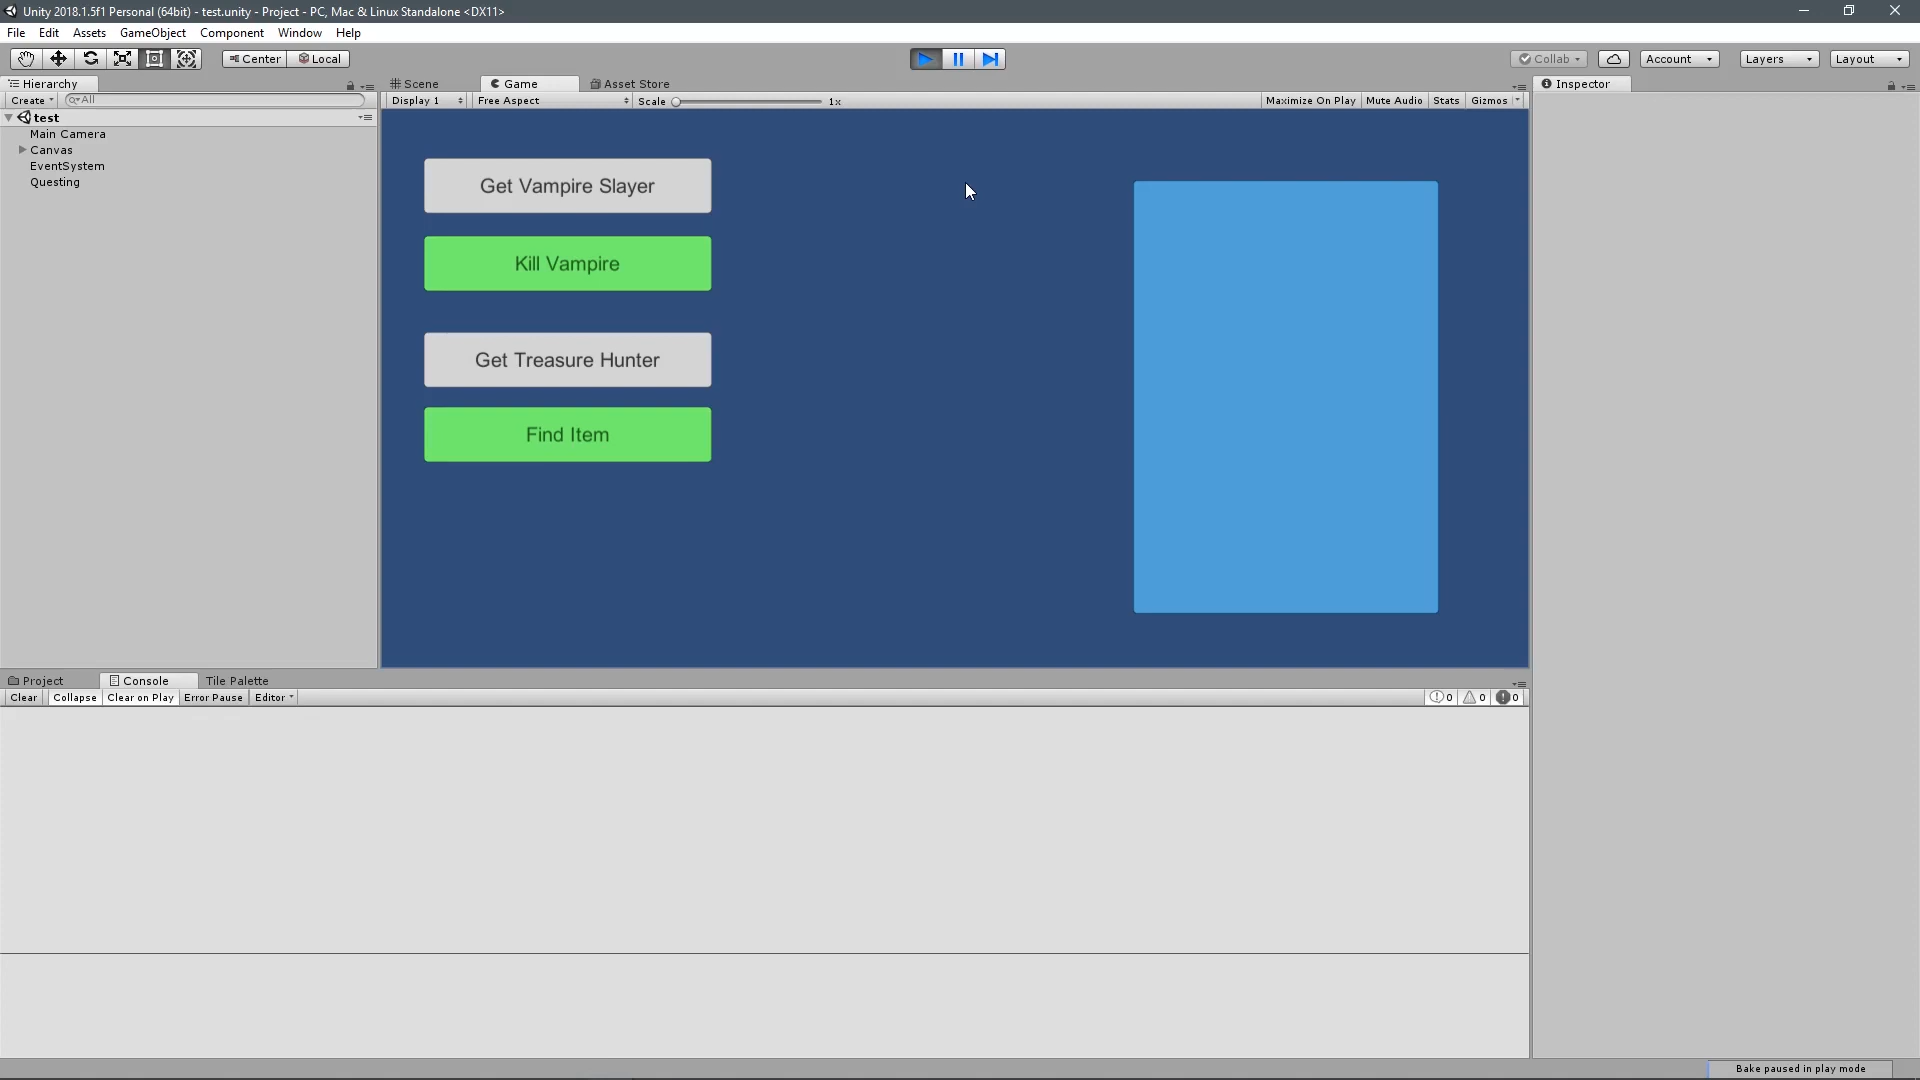 Unity 2018.1.5f1 Personal (64bit) - test.unity - Project - PC, Mac & Linux Standalone <DX11>
File Edit Assets GameObject Component Window Help
Center Local Collab Account Layers Layout
Hierarchy Scene Game Asset Store Inspector
Create All Display 1 Free Aspect Scale 1x Maximize On Play Mute Audio Stats Gizmos
test
Main Camera
Canvas
EventSystem
Questing
Get Vampire Slayer
Kill Vampire
Get Treasure Hunter
Find Item
Project Console Tile Palette
Clear Collapse Clear on Play Error Pause Editor 0 0 0
Bake paused in play mode